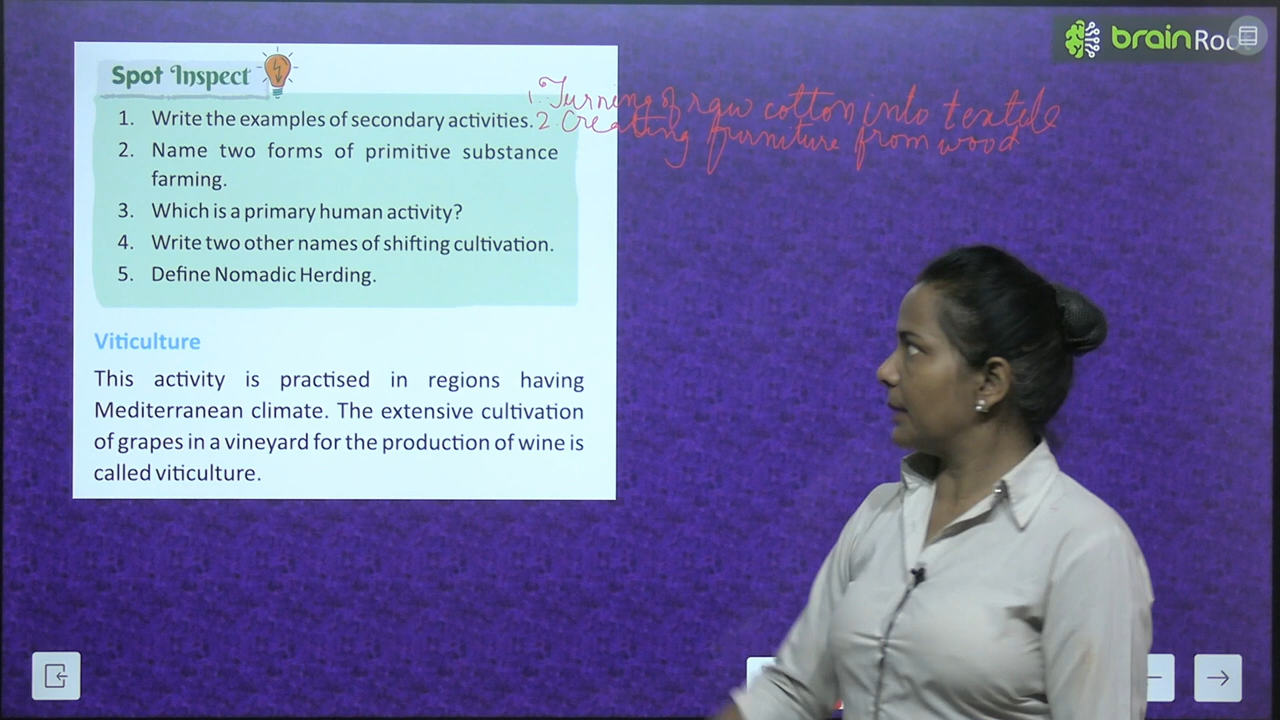 brainRoo
Spot Inspect
1. Turning of raw cotton into textile
1. Write the examples of secondary activities.
2. Creating furniture from wood
2. Name two forms of primitive substance
farming.
3. Which is a primary human activity?
4. Write two other names of shifting cultivation.
5. Define Nomadic Herding.
Viticulture
This activity is practised in regions having
Mediterranean climate. The extensive cultivation
of grapes in a vineyard for the production of wine is
called viticulture.